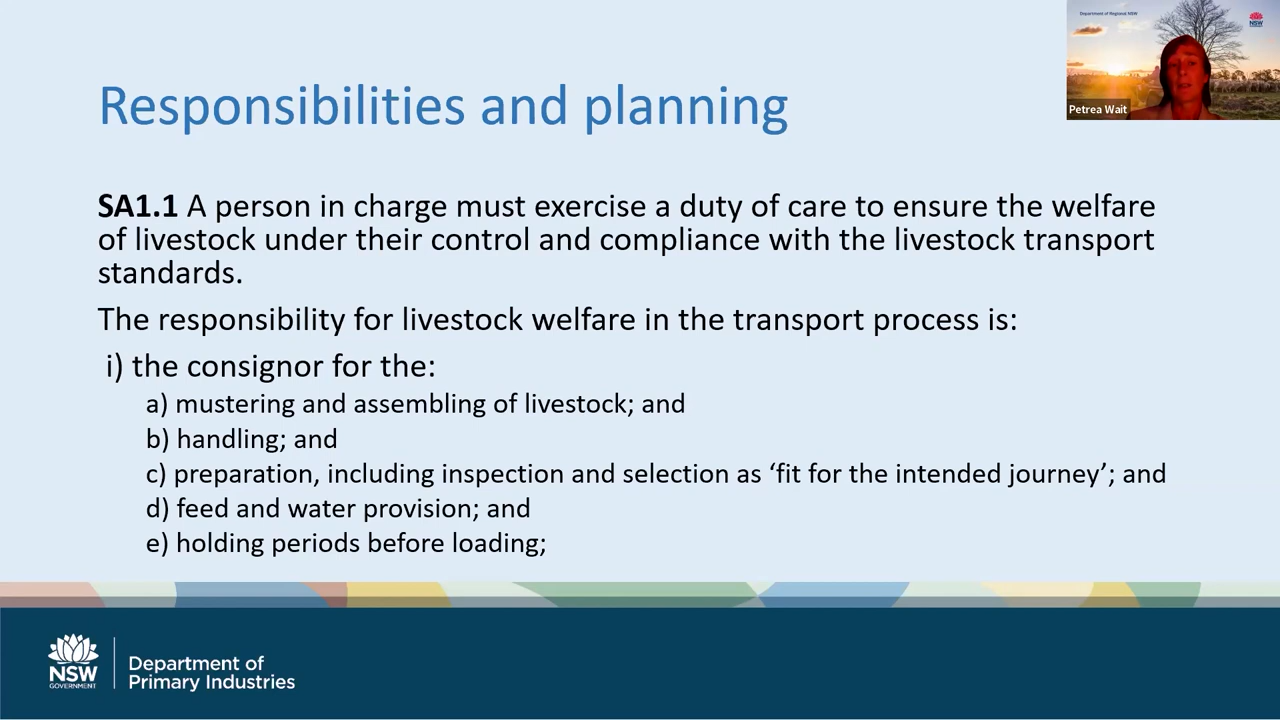 Department of Regional NSW
NSW
Petrea Wait
Responsibilities and planning
SA1.1 A person in charge must exercise a duty of care to ensure the welfare
of livestock under their control and compliance with the livestock transport
standards.
The responsibility for livestock welfare in the transport process is:
i) the consignor for the:
a) mustering and assembling of livestock; and
b) handling; and
c) preparation, including inspection and selection as ‘fit for the intended journey’; and
d) feed and water provision; and
e) holding periods before loading;
NSW
GOVERNMENT
Department of
Primary Industries